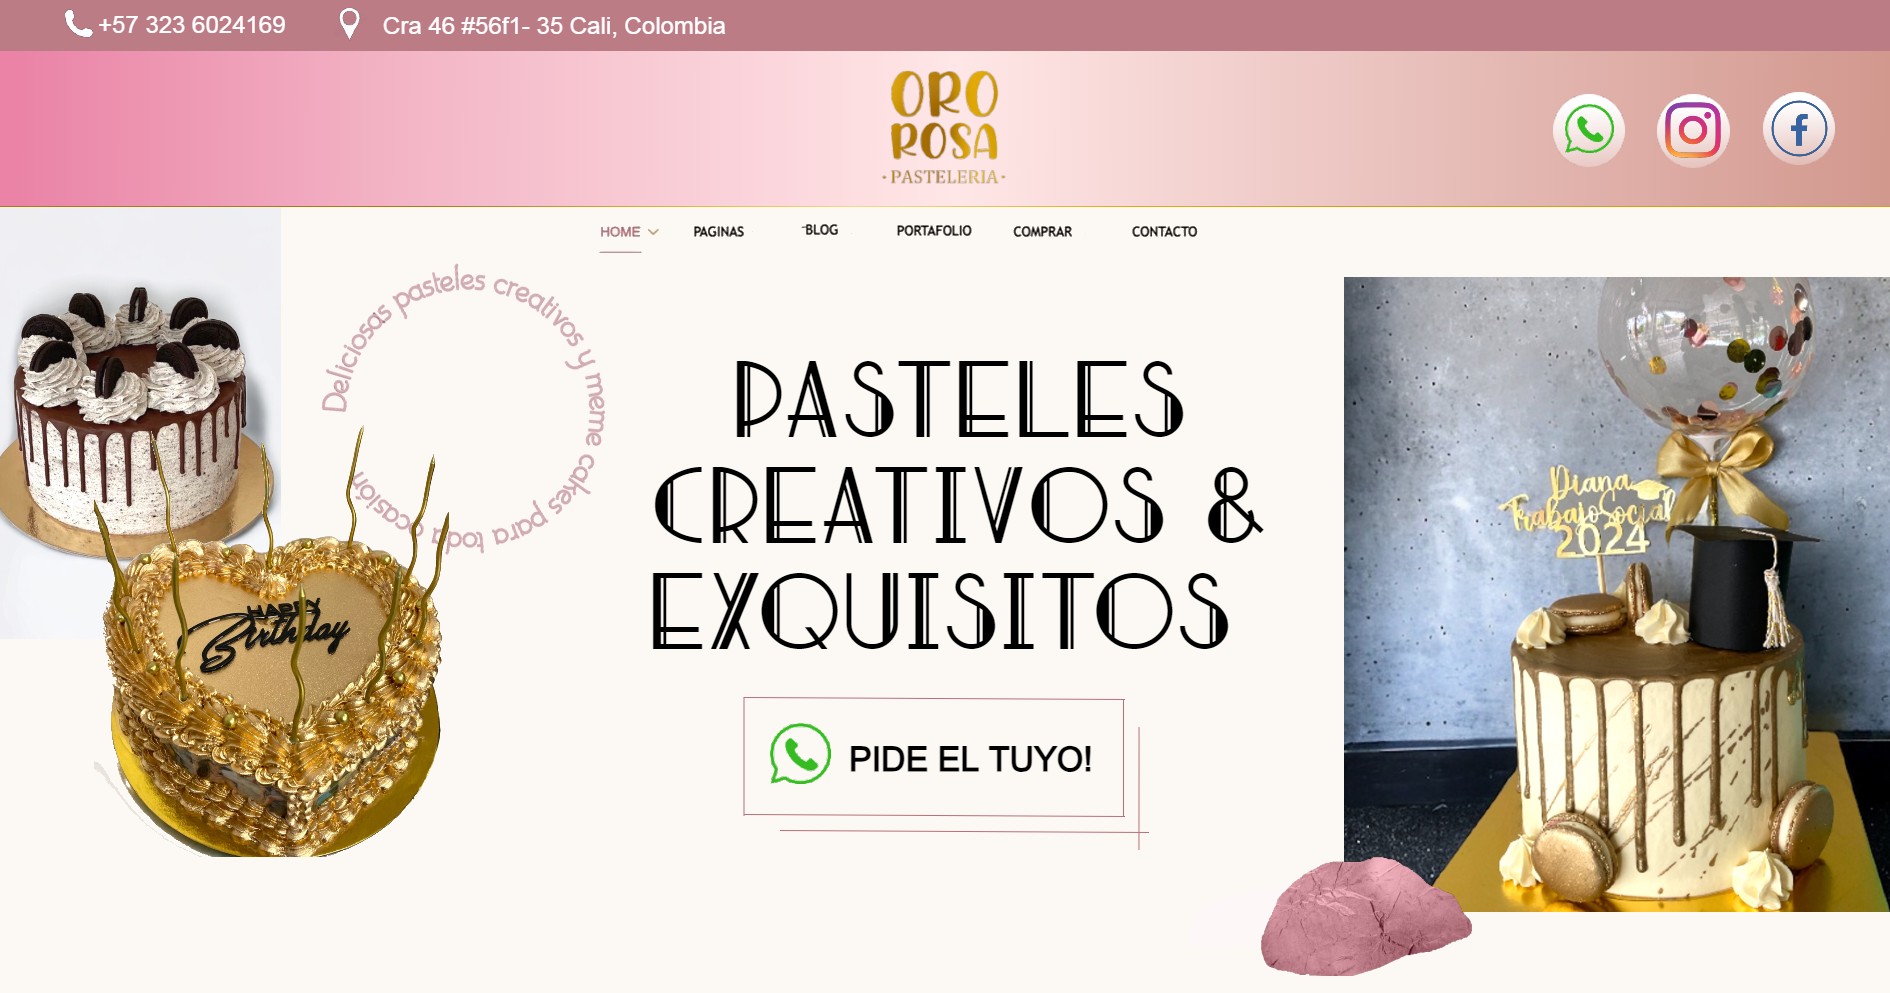 +57 323 6024169
Cra 46 #56f1- 35 Cali, Colombia
ORO
ROSA
·PASTELERIA·
HOME
PAGINAS
BLOG
PORTAFOLIO
COMPRAR
CONTACTO
Deliciosas pasteles creativos y meme cakes para toda ocasión
PASTELES
CREATIVOS &
EXQUISITOS
PIDE EL TUYO!
HAPPY
Birthday
Diana
Trabajo Social
2024